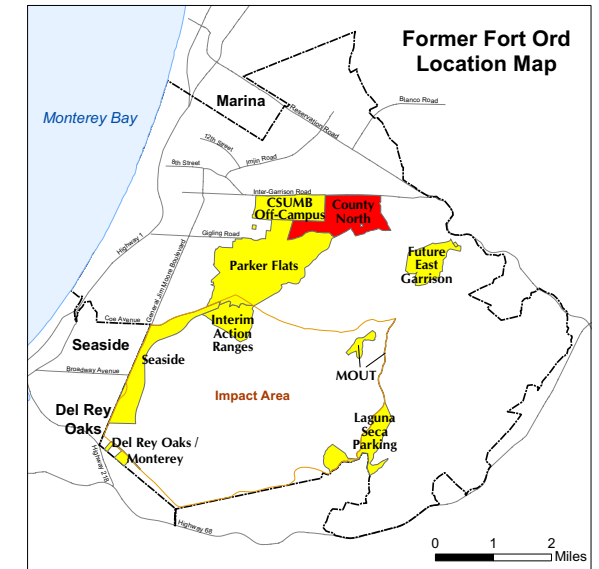 Former Fort Ord
Location Map
Monterey Bay
Marina
Blanco Road
Reservation Road
12th Street
Imjin Road
8th Street
Inter-Garrison Road
CSUMB
Off-Campus
County
North
Gigling Road
Highway 1
General Jim Moore Boulevard
Parker Flats
Future
East
Garrison
Coe Avenue
Interim
Action
Ranges
Seaside
Seaside
MOUT
Broadway Avenue
Impact Area
Del Rey
Oaks
Laguna
Seca
Parking
Del Rey Oaks /
Monterey
Highway 218
Highway 68
0 1 2
Miles